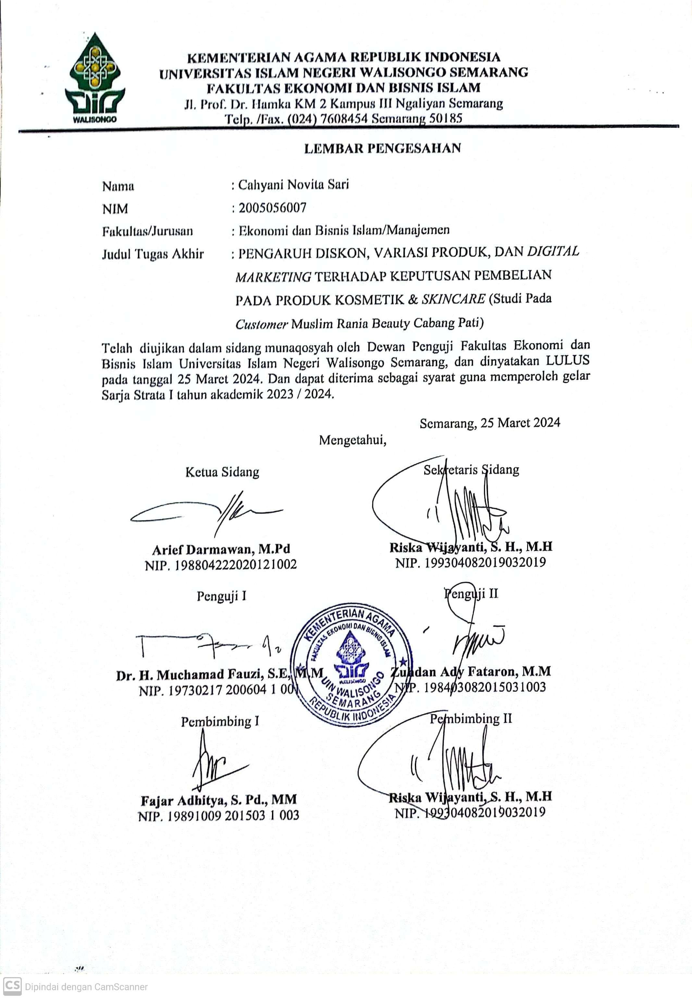 WALISONGO
KEMENTERIAN AGAMA REPUBLIK INDONESIA
UNIVERSITAS ISLAM NEGERI WALISONGO SEMARANG
FAKULTAS EKONOMI DAN BISNIS ISLAM
Jl. Prof. Dr. Hamka KM 2 Kampus III Ngaliyan Semarang
Telp. /Fax. (024) 7608454 Semarang 50185
LEMBAR PENGESAHAN
Nama : Cahyani Novita Sari
NIM : 2005056007
Fakultas/Jurusan : Ekonomi dan Bisnis Islam/Manajemen
Judul Tugas Akhir : PENGARUH DISKON, VARIASI PRODUK, DAN DIGITAL
MARKETING TERHADAP KEPUTUSAN PEMBELIAN
PADA PRODUK KOSMETIK & SKINCARE (Studi Pada
Customer Muslim Rania Beauty Cabang Pati)
Telah diujikan dalam sidang munaqosyah oleh Dewan Penguji Fakultas Ekonomi dan
Bisnis Islam Universitas Islam Negeri Walisongo Semarang, dan dinyatakan LULUS
pada tanggal 25 Maret 2024. Dan dapat diterima sebagai syarat guna memperoleh gelar
Sarja Strata I tahun akademik 2023 / 2024.
Semarang, 25 Maret 2024
Mengetahui,
Ketua Sidang Sekretaris Sidang
Arief Darmawan, M.Pd Riska Wijayanti, S. H., M.H
NIP. 198804222020121002 NIP. 199304082019032019
Penguji I Penguji II
KEMENTERIAN AGAMA
FAKULTAS EKONOMI DAN BISNIS ISLAM
WALISONGO
UIN WALISONGO
SEMARANG
REPUBLIK INDONESIA
Dr. H. Muchamad Fauzi, S.E, M.M Zuhdan Ady Fataron, M.M
NIP. 19730217 200604 1 001 NIP. 198403082015031003
Pembimbing I Pembimbing II
Fajar Adhitya, S. Pd., MM Riska Wijayanti, S. H., M.H
NIP. 19891009 201503 1 003 NIP. 199304082019032019
CS Dipindai dengan CamScanner